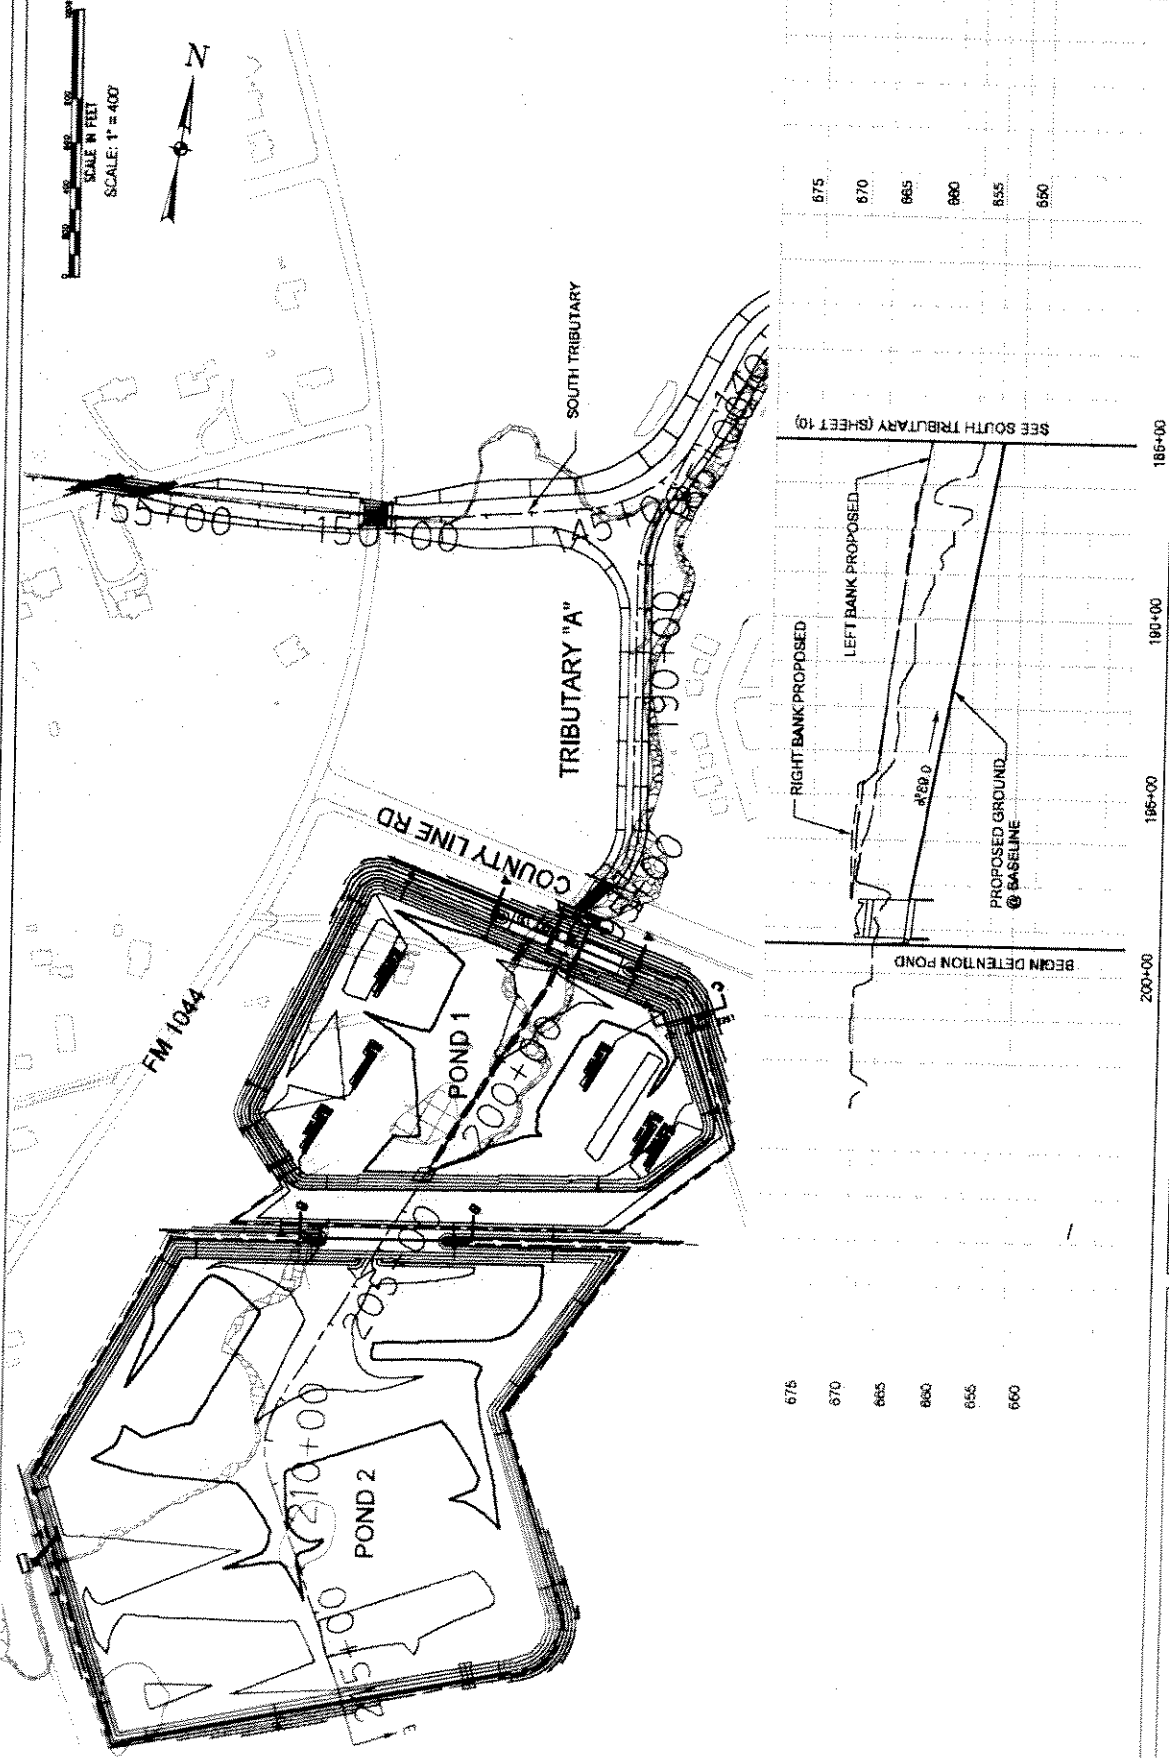 SCALE IN FEET
SCALE: 1" = 400'
N
155+00
150+00
SOUTH TRIBUTARY
TRIBUTARY "A"
190+00
COUNTY LINE RD
FM 1044
POND 1
200+00
205+00
210+00
POND 2
215+00
A
A
B
B
C
E
675
670
665
660
655
650
SEE SOUTH TRIBUTARY (SHEET 10)
LEFT BANK PROPOSED
RIGHT BANK PROPOSED
PROPOSED GROUND
@ BASELINE
BEGIN DETENTION POND
185+00
190+00
195+00
200+00
675
670
665
660
655
650